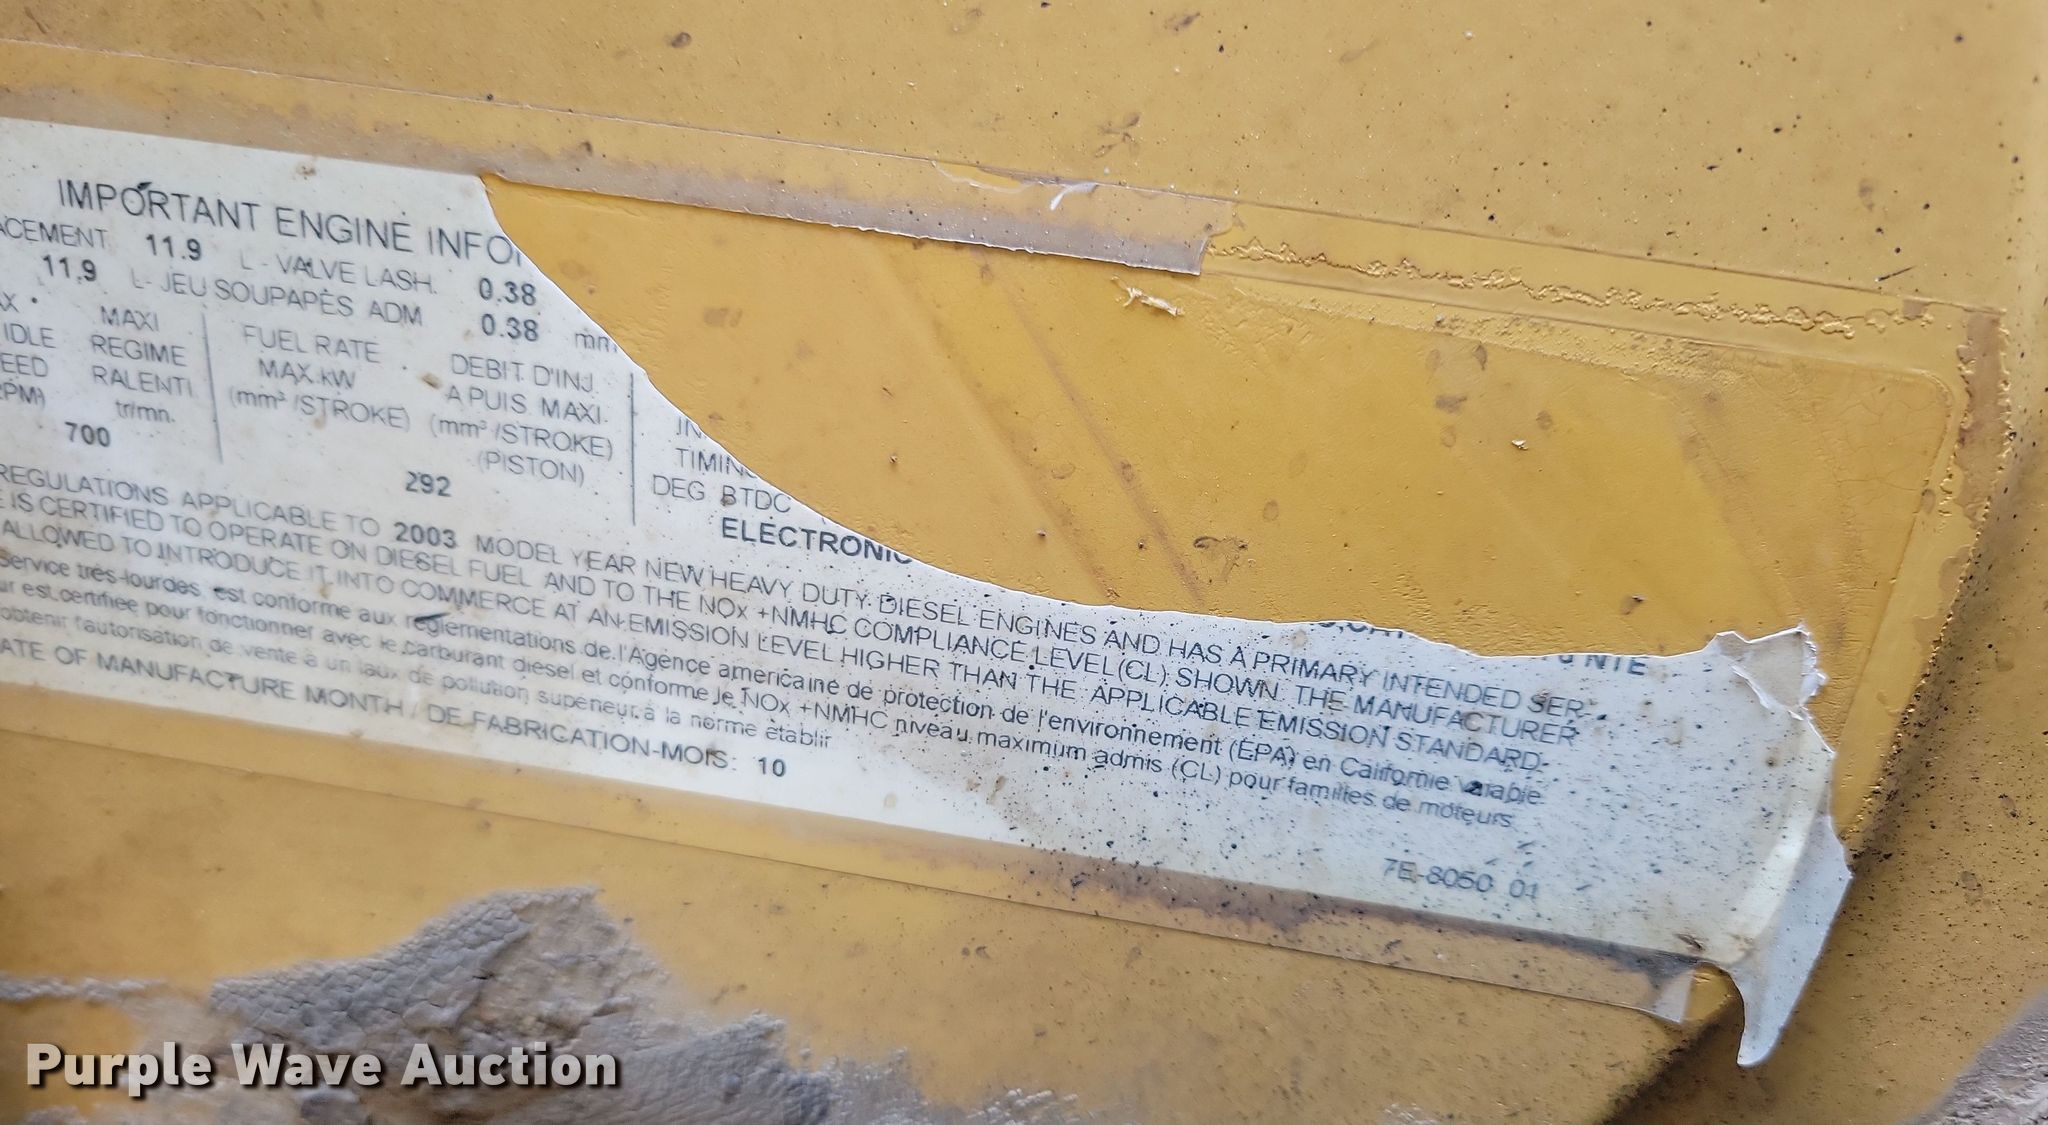 IMPORTANT ENGINE INFO
ACEMENT 11.9 L - VALVE LASH. 0.38
11.9 L- JEU SOUPAPES ADM 0.38 mm
MAXI
IDLE REGIME
EED RALENTI
RPM) tr/mn.
700
FUEL RATE
MAX.kW
(mm³ /STROKE)
DEBIT D'INJ.
A PUIS. MAXI.
(mm³ /STROKE)
(PISTON)
292
IN
TIMIN
DEG BTDC
ELECTRONIC
REGULATIONS APPLICABLE TO 2003 MODEL YEAR NEW HEAVY DUTY DIESEL ENGINES AND HAS A PRIMARY INTENDED SER
E IS CERTIFIED TO OPERATE ON DIESEL FUEL AND TO THE NOx +NMHC COMPLIANCE LEVEL (CL) SHOWN. THE MANUFACTURER
ALLOWED TO INTRODUCE IT INTO COMMERCE AT AN EMISSION LEVEL HIGHER THAN THE APPLICABLE EMISSION STANDARD.
Service très-lourdes, est conforme aux réglementations de l'Agence americaine de protection de l'environnement (EPA) en Californie variable
ur est certifiée pour fonctionner avec le carburant diesel et conforme je NOx +NMHC niveau maximum admis (CL) pour familles de moteurs.
obtenir l'autorisation de vente à un taux de pollution superieur à la norme établir
ATE OF MANUFACTURE MONTH / DE FABRICATION-MOIS: 10
7E-8050 01
Purple Wave Auction